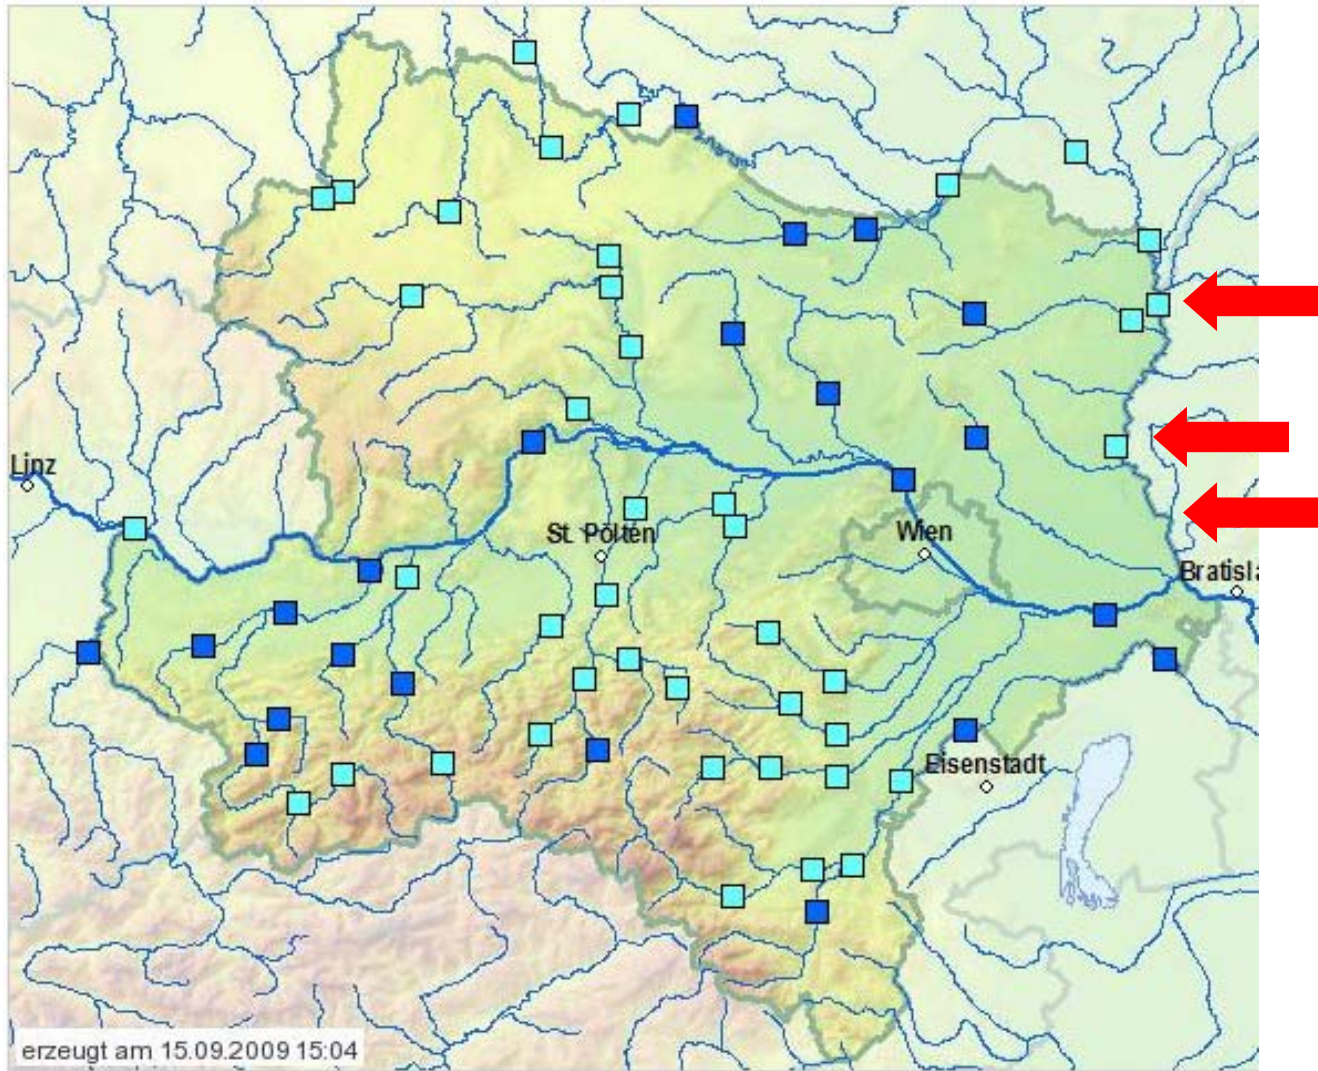 Linz
St. Pölten
Wien
Bratisla
Eisenstadt
erzeugt am 15.09.2009 15:04